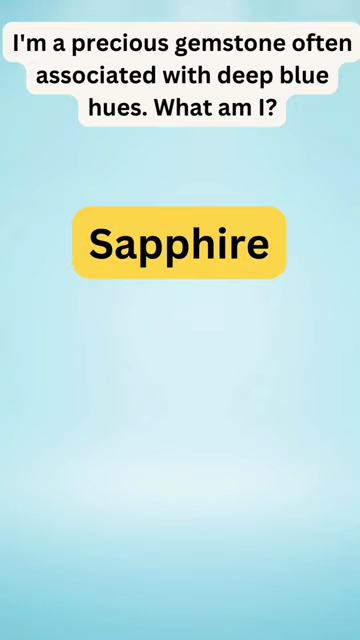 I'm a precious gemstone often
associated with deep blue
hues. What am I?
Sapphire